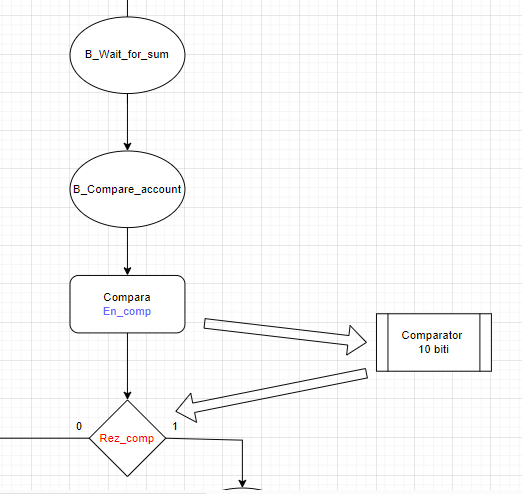 B_Wait_for_sum
B_Compare_account
Compara
En_comp
Comparator
10 biti
0
1
Rez_comp